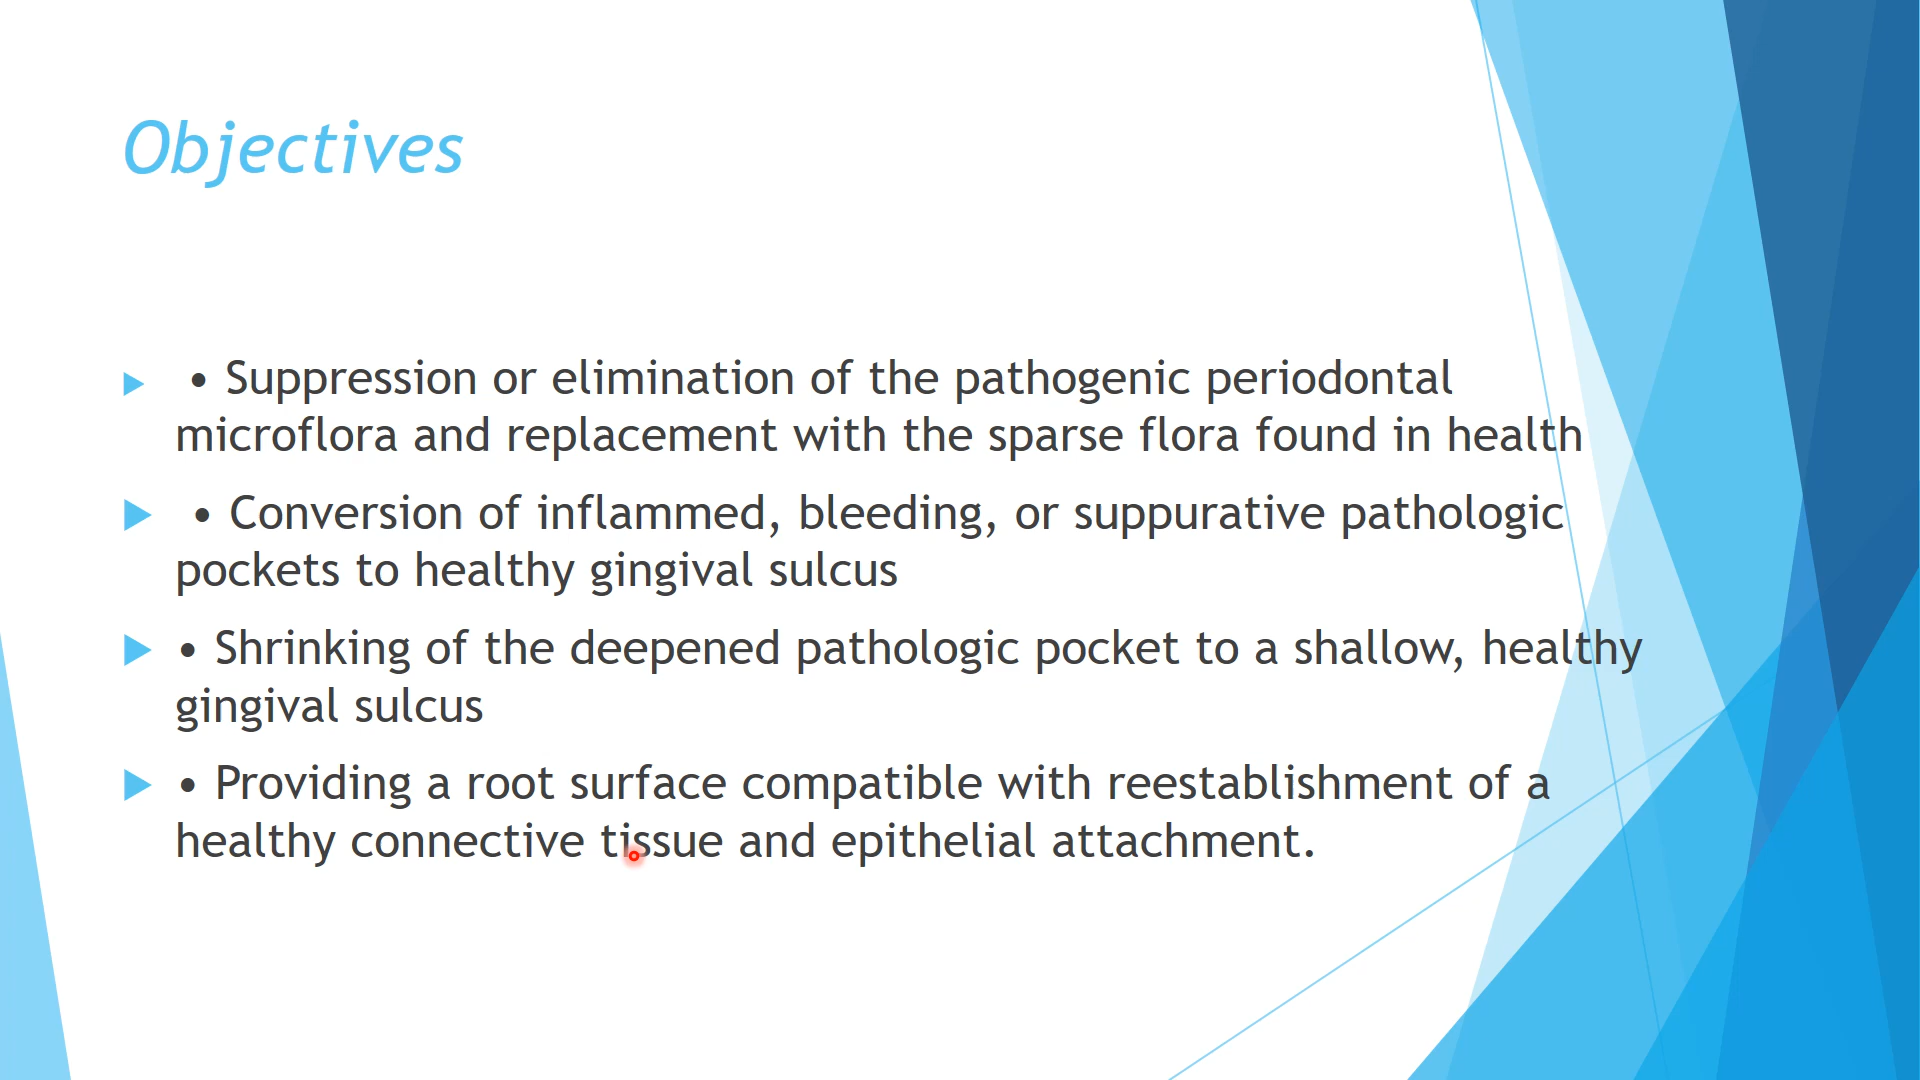 Objectives
• Suppression or elimination of the pathogenic periodontal
microflora and replacement with the sparse flora found in health
• Conversion of inflammed, bleeding, or suppurative pathologic
pockets to healthy gingival sulcus
• Shrinking of the deepened pathologic pocket to a shallow, healthy
gingival sulcus
• Providing a root surface compatible with reestablishment of a
healthy connective tissue and epithelial attachment.